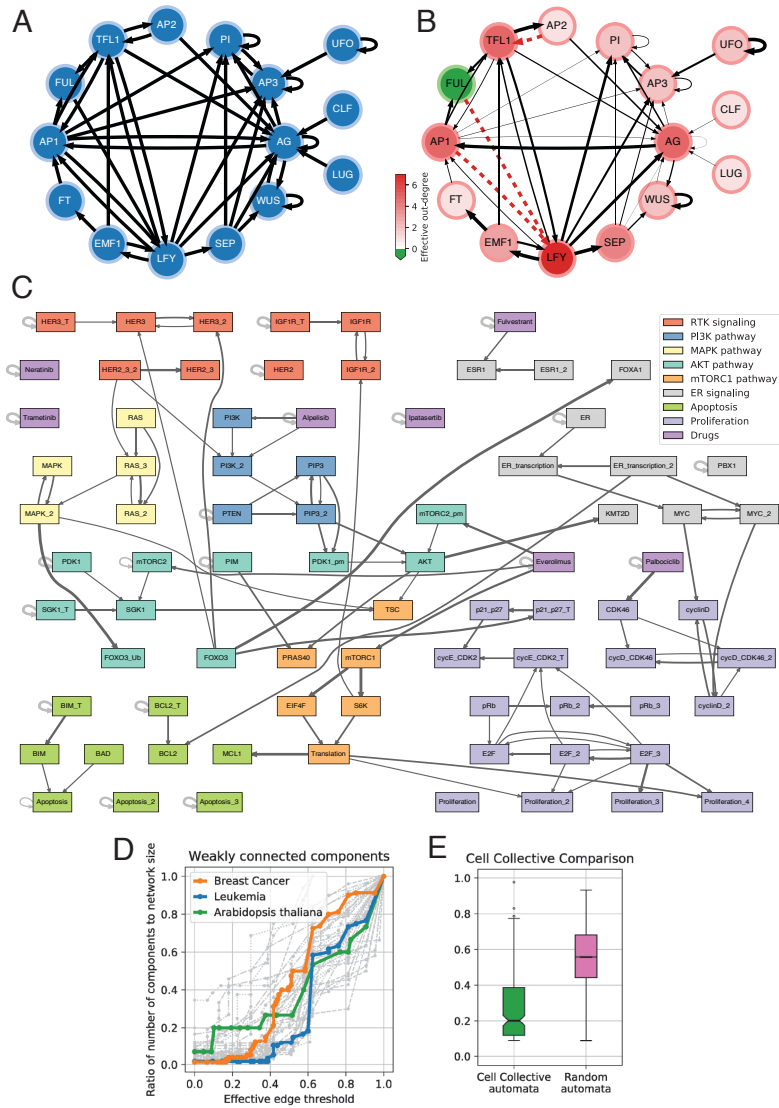 A
AP2
TFL1
PI
UFO
FUL
AP3
CLF
AP1
AG
LUG
FT
WUS
EMF1
SEP
LFY
B
AP2
TFL1
PI
UFO
FUL
AP3
CLF
AP1
AG
LUG
FT
WUS
EMF1
SEP
LFY
6
4
2
0
Effective out-degree
C
HER3_T
HER3
HER3_2
IGF1R_T
IGF1R
Fulvestrant
RTK signaling
PI3K pathway
MAPK pathway
AKT pathway
mTORC1 pathway
ER signaling
Apoptosis
Proliferation
Drugs
Neratinib
HER2_3_2
HER2_3
HER2
IGF1R_2
ESR1
ESR1_2
FOXA1
Trametinib
RAS
PI3K
Alpelisib
Ipatasertib
ER
MAPK
RAS_3
PI3K_2
PIP3
ER_transcription
ER_transcription_2
PBX1
MAPK_2
RAS_2
PTEN
PIP3_2
mTORC2_pm
KMT2D
MYC
MYC_2
PDK1
mTORC2
PIM
PDK1_pm
AKT
Everolimus
Palbociclib
SGK1_T
SGK1
TSC
p21_p27
p21_p27_T
CDK46
cyclinD
FOXO3_Ub
FOXO3
PRAS40
mTORC1
cycE_CDK2
cycE_CDK2_T
cycD_CDK46
cycD_CDK46_2
BIM_T
BCL2_T
EIF4F
S6K
pRb
pRb_2
pRb_3
cyclinD_2
BIM
BAD
BCL2
MCL1
Translation
E2F
E2F_2
E2F_3
Apoptosis
Apoptosis_2
Apoptosis_3
Proliferation
Proliferation_2
Proliferation_3
Proliferation_4
D
Weakly connected components
Ratio of number of components to network size
1.0
0.8
0.6
0.4
0.2
0.0
Breast Cancer
Leukemia
Arabidopsis thaliana
0.0 0.2 0.4 0.6 0.8 1.0
Effective edge threshold
E
Cell Collective Comparison
1.0
0.8
0.6
0.4
0.2
0.0
Cell Collective
automata
Random
automata